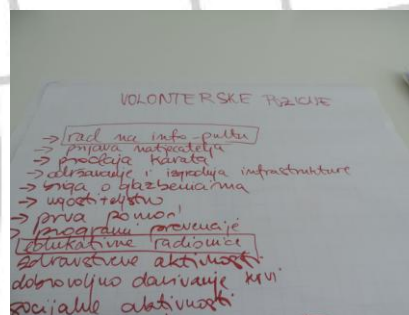 VOLONTERSKE POZICIJE
→ rad na info-pultu
→ prijava natjecatelja
→ prodaja karata
→ održavanje i izgradnja infrastrukture
→ briga o glazbenicima
→ ugostiteljstvo
→ prva pomoć
→ programi prevencije
edukativne radionice
zdravstvene aktivnosti
dobrovoljno darivanje krvi
socijalne aktivnosti